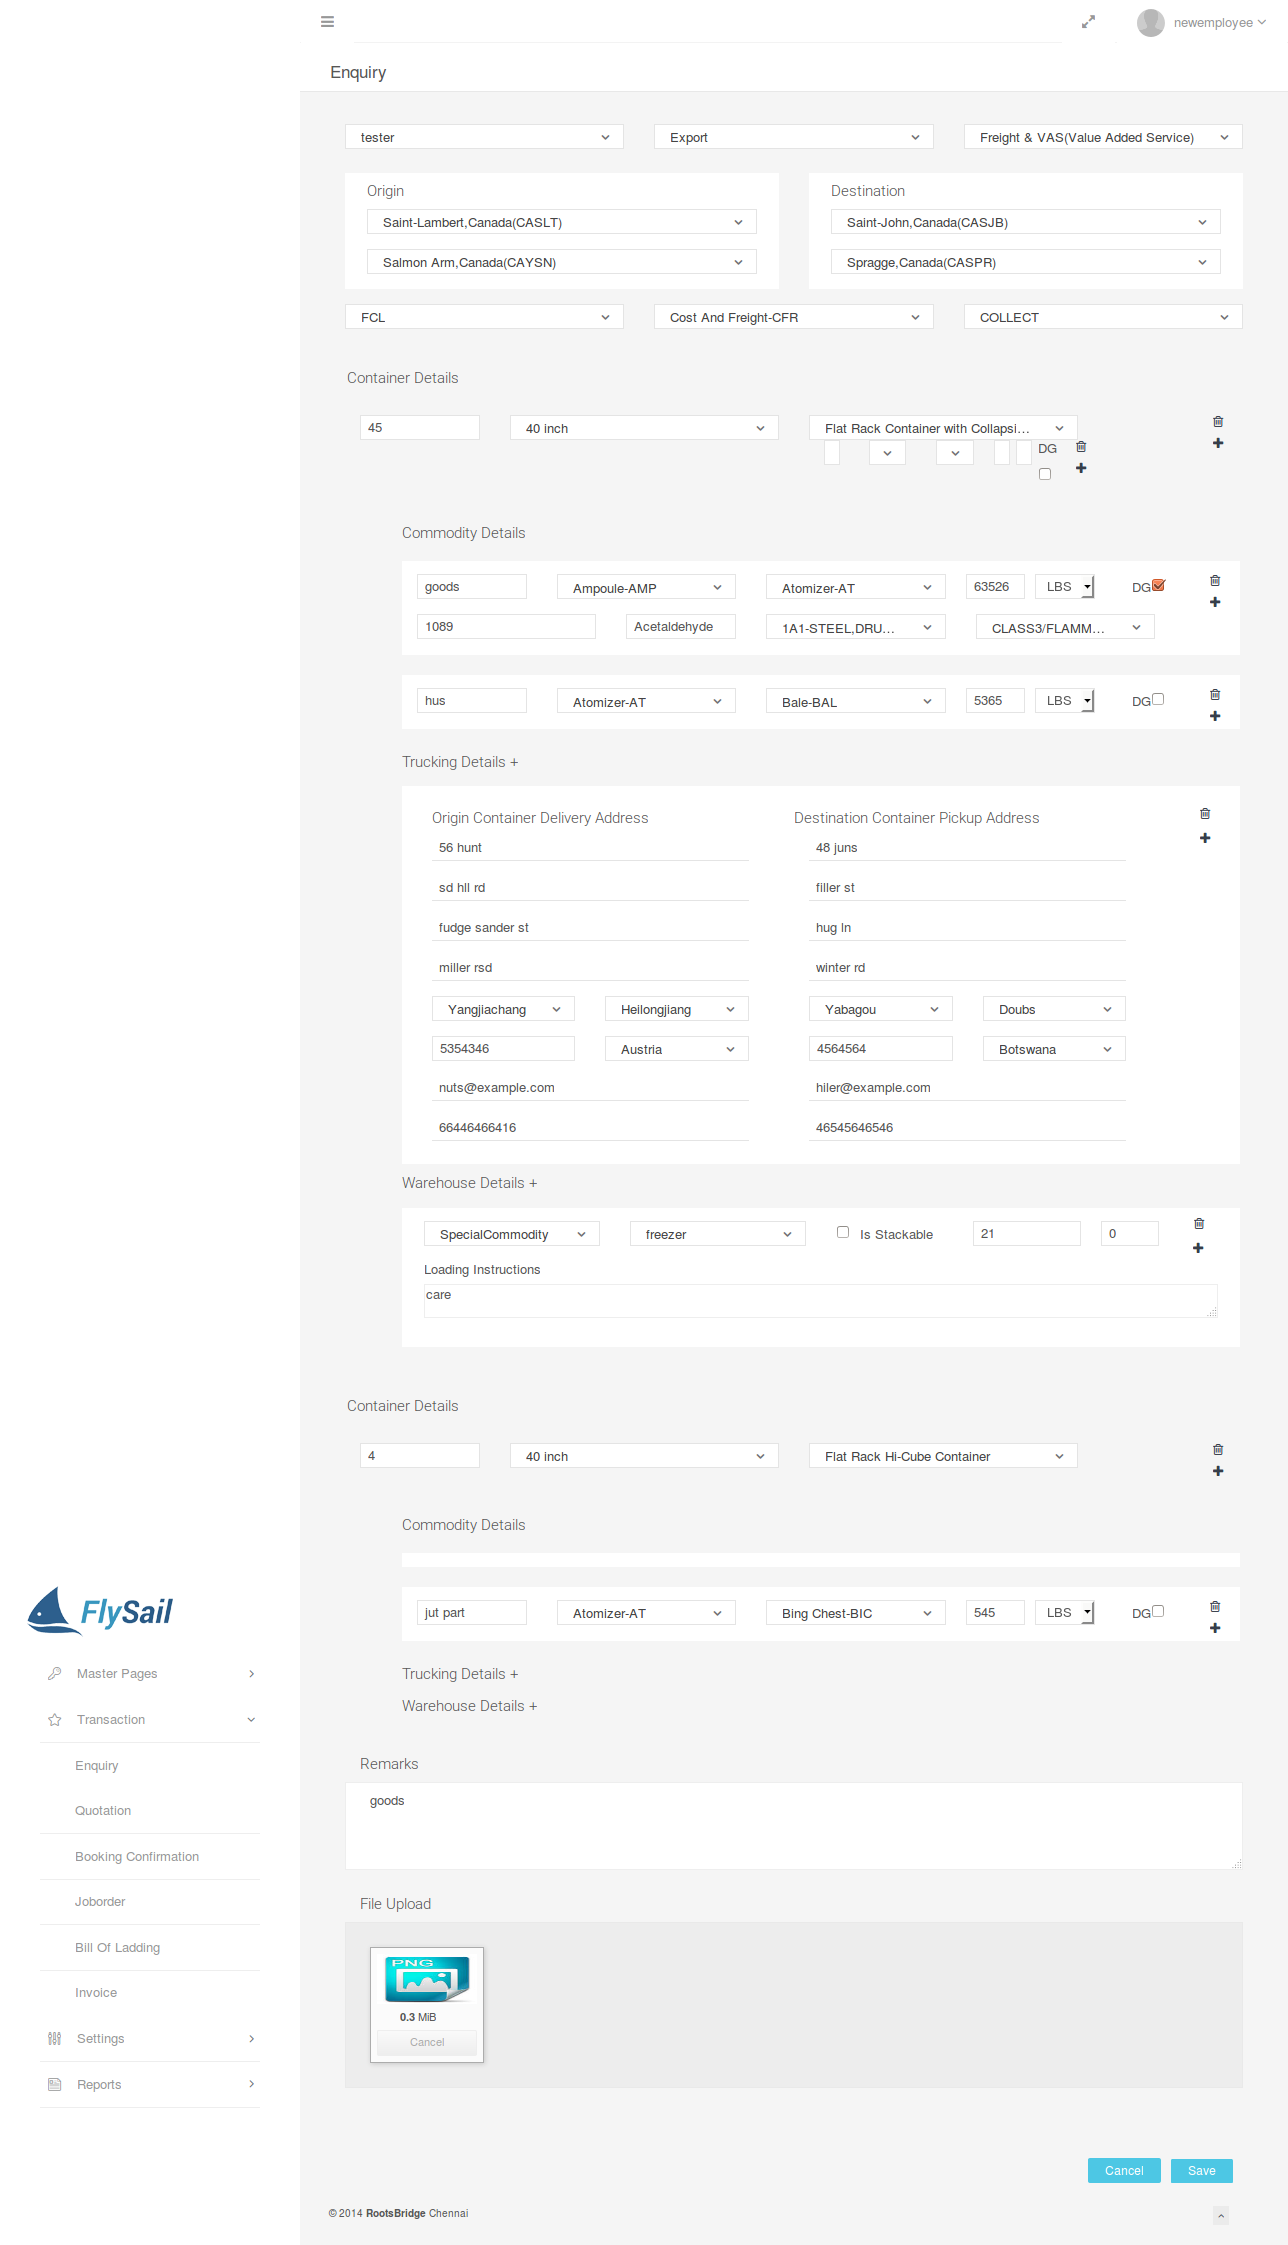 newemployee
Enquiry
tester Export Freight & VAS(Value Added Service)
Origin Destination
Saint-Lambert,Canada(CASLT) Saint-John,Canada(CASJB)
Salmon Arm,Canada(CAYSN) Spragge,Canada(CASPR)
FCL Cost And Freight-CFR COLLECT
Container Details
45 40 inch Flat Rack Container with Collapsi...
DG
Commodity Details
goods Ampoule-AMP Atomizer-AT 63526 LBS DG
1089 Acetaldehyde 1A1-STEEL,DRU... CLASS3/FLAMM...
hus Atomizer-AT Bale-BAL 5365 LBS DG
Trucking Details +
Origin Container Delivery Address Destination Container Pickup Address
56 hunt 48 juns
sd hll rd filler st
fudge sander st hug ln
miller rsd winter rd
Yangjiachang Heilongjiang Yabagou Doubs
5354346 Austria 4564564 Botswana
nuts@example.com hiler@example.com
66446466416 46545646546
Warehouse Details +
SpecialCommodity freezer Is Stackable 21 0
Loading Instructions
care
Container Details
4 40 inch Flat Rack Hi-Cube Container
Commodity Details
jut part Atomizer-AT Bing Chest-BIC 545 LBS DG
Trucking Details +
Warehouse Details +
Remarks
goods
File Upload
PNG
0.3 MiB
Cancel
Cancel Save
© 2014 RootsBridge Chennai
FlySail
Master Pages
Transaction
Enquiry
Quotation
Booking Confirmation
Joborder
Bill Of Ladding
Invoice
Settings
Reports